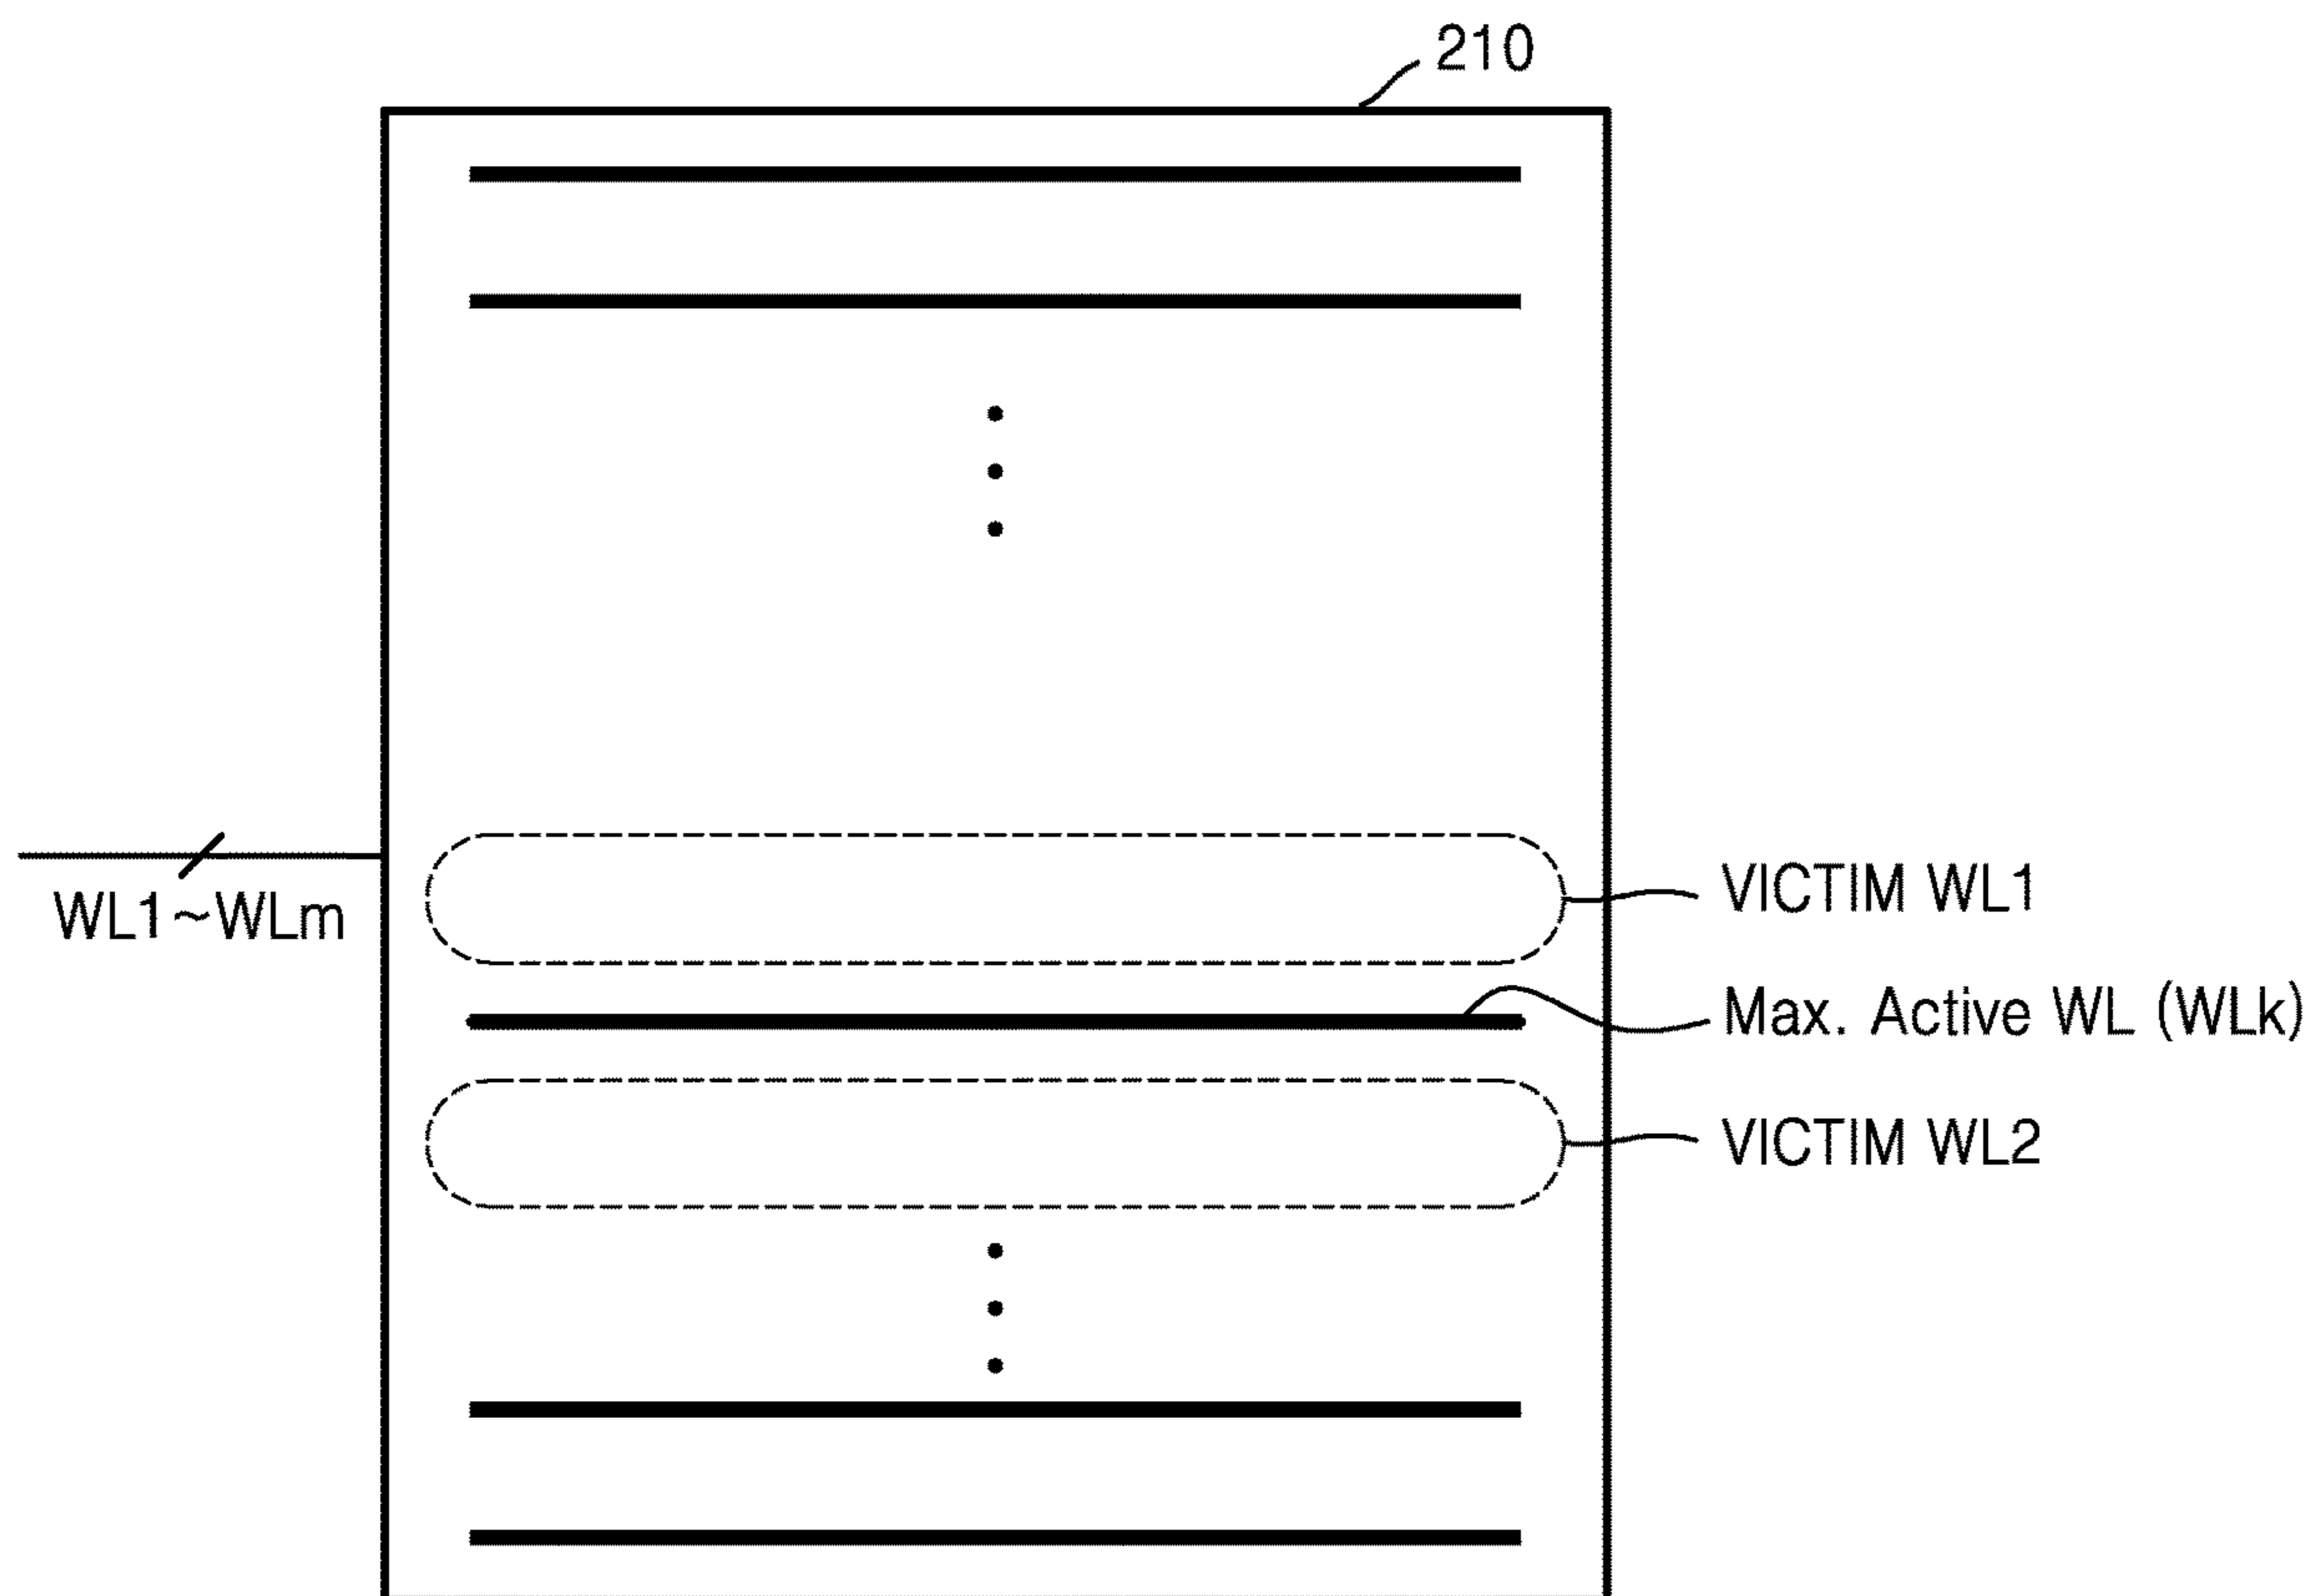 210
WL1~WLm
VICTIM WL1
Max. Active WL (WLk)
VICTIM WL2